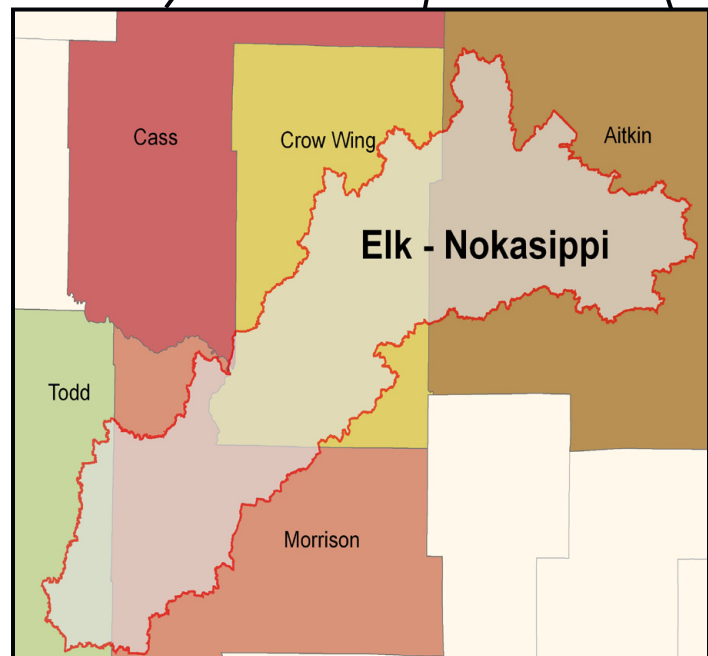 Cass
Crow Wing
Aitkin
Elk - Nokasippi
Todd
Morrison